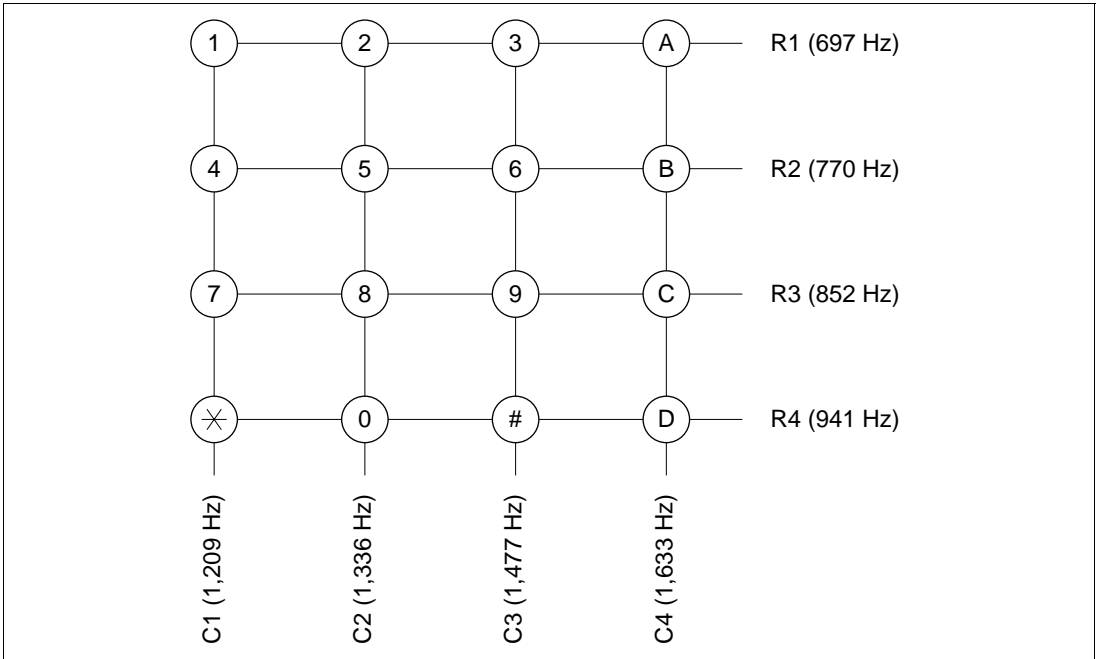 1 2 3 A R1 (697 Hz)
4 5 6 B R2 (770 Hz)
7 8 9 C R3 (852 Hz)
* 0 # D R4 (941 Hz)
C1 (1,209 Hz)
C2 (1,336 Hz)
C3 (1,477 Hz)
C4 (1,633 Hz)